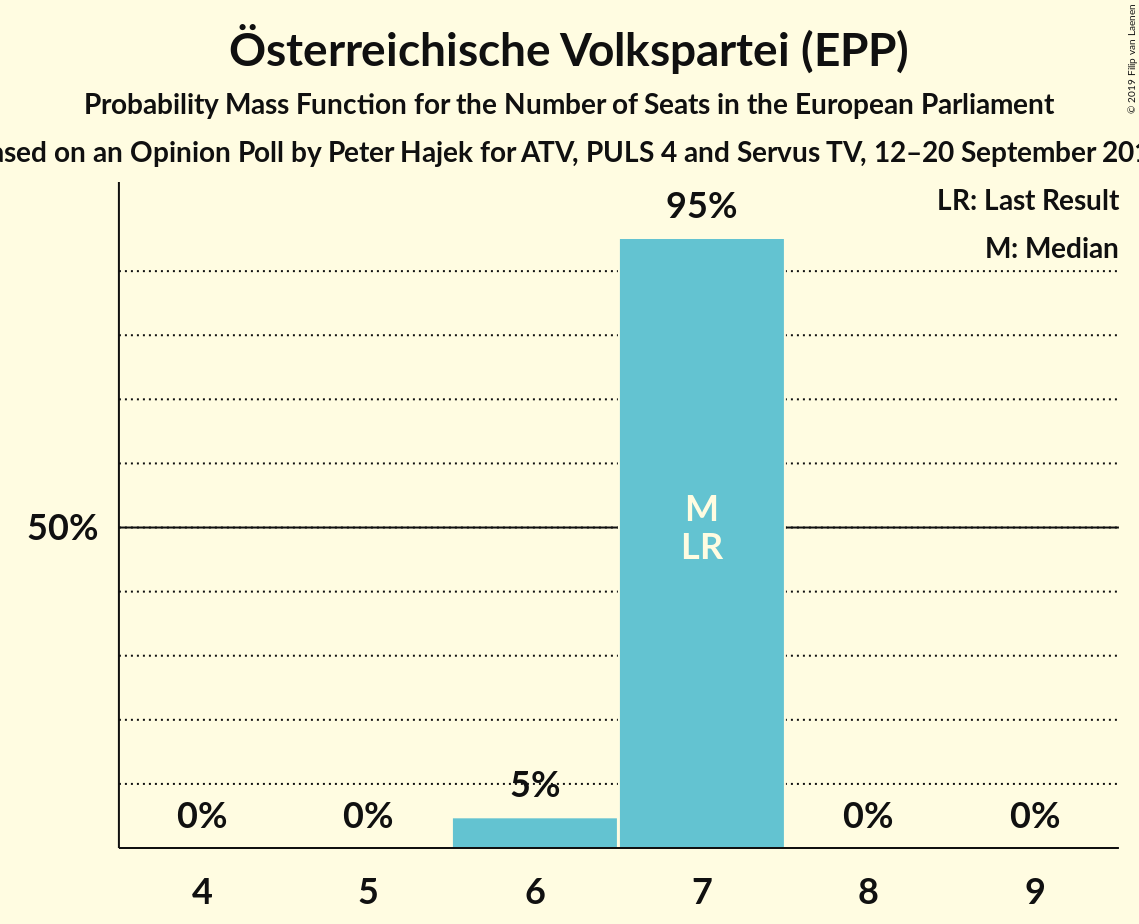 Österreichische Volkspartei (EPP)
Probability Mass Function for the Number of Seats in the European Parliament
on an Opinion Poll by Peter Hajek for ATV, PULS 4 and Servus TV, 12–20 September
© 2019 Filip van Laenen
LR: Last Result
M: Median
95%
50%
M
LR
0%
0%
5%
0%
0%
4
5
6
7
8
9